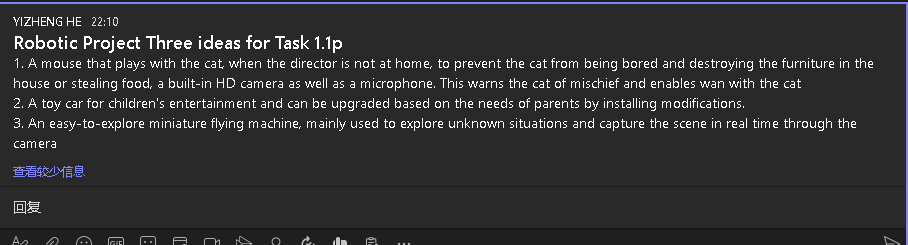 YIZHENG HE 22:10
Robotic Project Three ideas for Task 1.1p
1. A mouse that plays with the cat, when the director is not at home, to prevent the cat from being bored and destroying the furniture in the
house or stealing food, a built-in HD camera as well as a microphone. This warns the cat of mischief and enables wan with the cat
2. A toy car for children's entertainment and can be upgraded based on the needs of parents by installing modifications.
3. An easy-to-explore miniature flying machine, mainly used to explore unknown situations and capture the scene in real time through the
camera
查看较少信息
回复
GIF